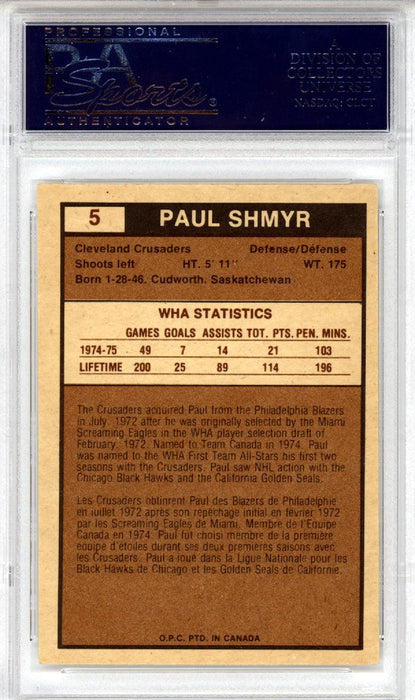 PROFESSIONAL
PSA
Sports
AUTHENTICATOR
A
DIVISION OF
COLLECTORS
UNIVERSE
NASDAQ: CLCT
5 PAUL SHMYR
Cleveland Crusaders Defense/Défense
Shoots left HT. 5' 11" WT. 175
Born 1-28-46. Cudworth. Saskatchewan
WHA STATISTICS
GAMES GOALS ASSISTS TOT. PTS. PEN. MINS.
1974-75 49 7 14 21 103
LIFETIME 200 25 89 114 196
The Crusaders acquired Paul from the Philadelphia Blazers
in July. 1972 after he was originally selected by the Miami
Screaming Eagles in the WHA player selection draft of
February, 1972. Named to Team Canada in 1974. Paul
was named to the WHA First Team All-Stars his first two
seasons with the Crusaders. Paul saw NHL action with the
Chicago Black Hawks and the California Golden Seals.
Les Crusaders obtinrent Paul des Blazers de Philadelphie
en juillet 1972 après son repêchage initial en février 1972
par les Screaming Eagles de Miami. Membre de l'Equipe
Canada en 1974. Paul fut choisi membre de la première
équipe d'étoiles durant ses deux premières saisons avec
les Crusaders. Paul a joué dans la Ligue Nationale pour les
Black Hawks de Chicago et les Golden Seals de Californie.
O.P.C. PTD. IN CANADA